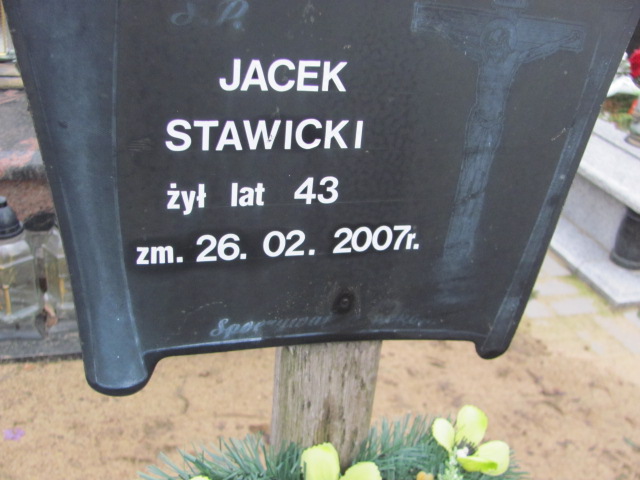 Ś.P.
JACEK
STAWICKI
żył lat 43
zm. 26. 02. 2007r.